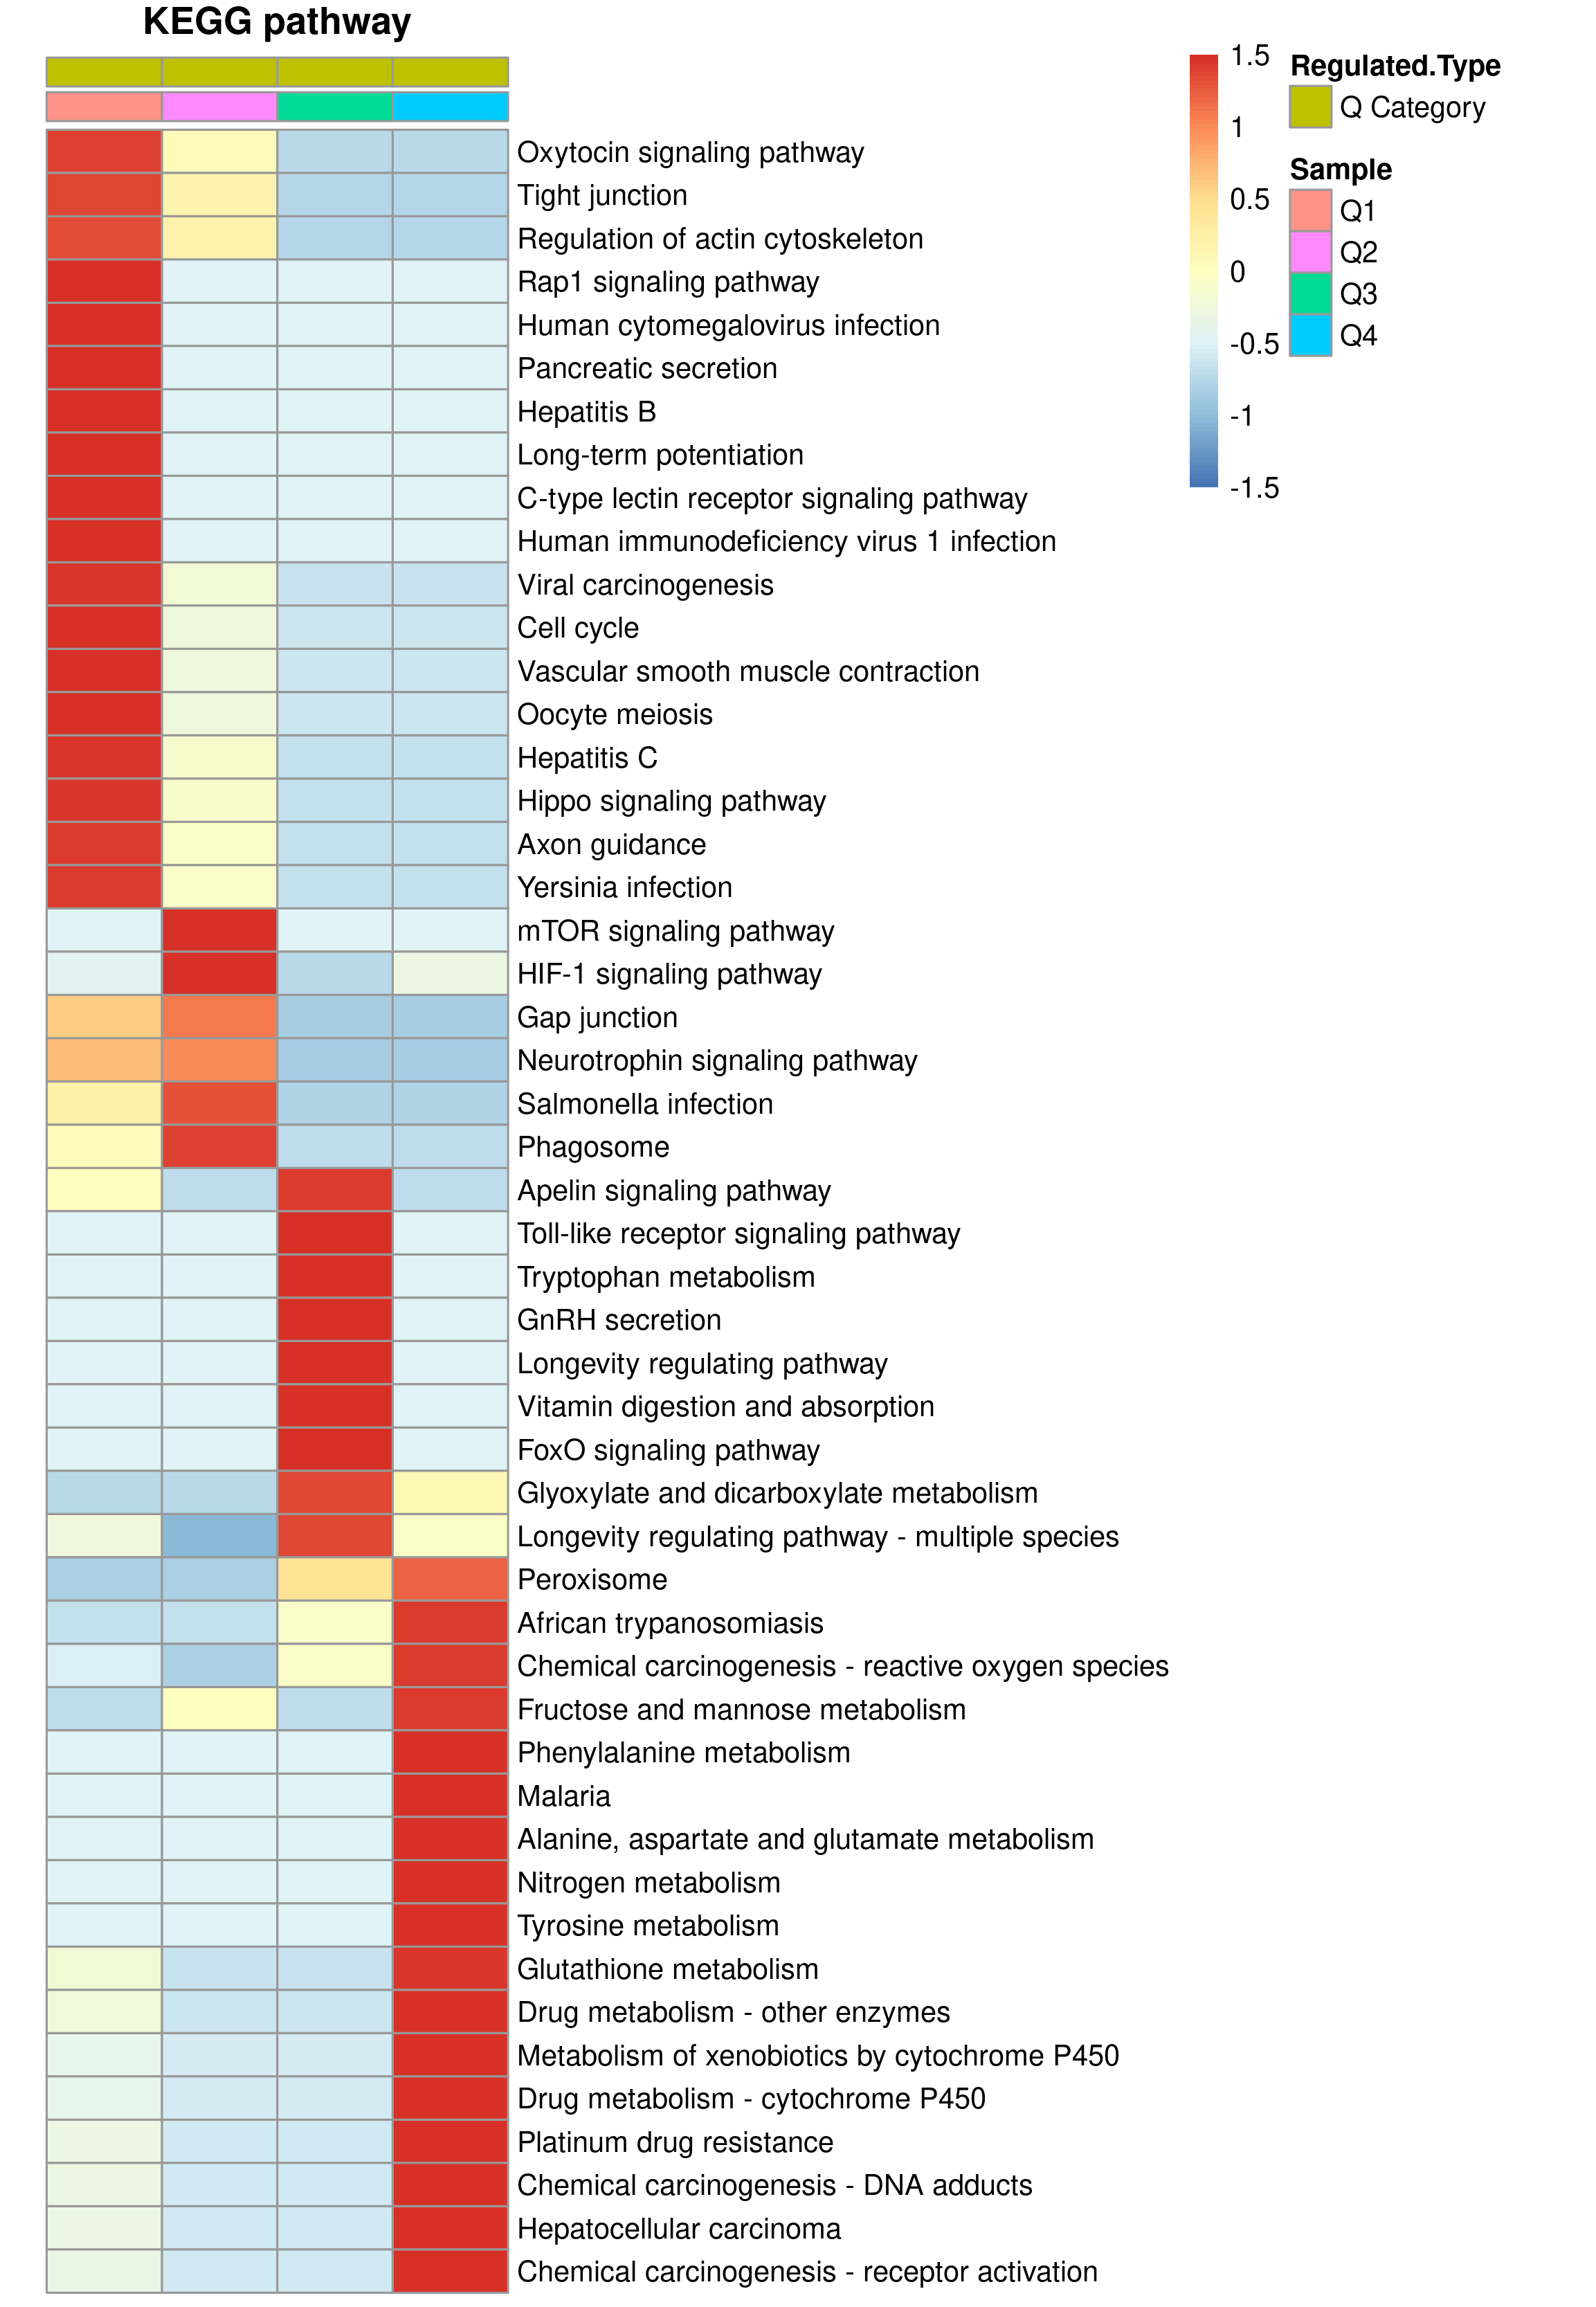 KEGG pathway
Oxytocin signaling pathway
Tight junction
Regulation of actin cytoskeleton
Rap1 signaling pathway
Human cytomegalovirus infection
Pancreatic secretion
Hepatitis B
Long-term potentiation
C-type lectin receptor signaling pathway
Human immunodeficiency virus 1 infection
Viral carcinogenesis
Cell cycle
Vascular smooth muscle contraction
Oocyte meiosis
Hepatitis C
Hippo signaling pathway
Axon guidance
Yersinia infection
mTOR signaling pathway
HIF-1 signaling pathway
Gap junction
Neurotrophin signaling pathway
Salmonella infection
Phagosome
Apelin signaling pathway
Toll-like receptor signaling pathway
Tryptophan metabolism
GnRH secretion
Longevity regulating pathway
Vitamin digestion and absorption
FoxO signaling pathway
Glyoxylate and dicarboxylate metabolism
Longevity regulating pathway - multiple species
Peroxisome
African trypanosomiasis
Chemical carcinogenesis - reactive oxygen species
Fructose and mannose metabolism
Phenylalanine metabolism
Malaria
Alanine, aspartate and glutamate metabolism
Nitrogen metabolism
Tyrosine metabolism
Glutathione metabolism
Drug metabolism - other enzymes
Metabolism of xenobiotics by cytochrome P450
Drug metabolism - cytochrome P450
Platinum drug resistance
Chemical carcinogenesis - DNA adducts
Hepatocellular carcinoma
Chemical carcinogenesis - receptor activation
1.5
1
0.5
0
-0.5
-1
-1.5
Regulated.Type
Q Category
Sample
Q1
Q2
Q3
Q4